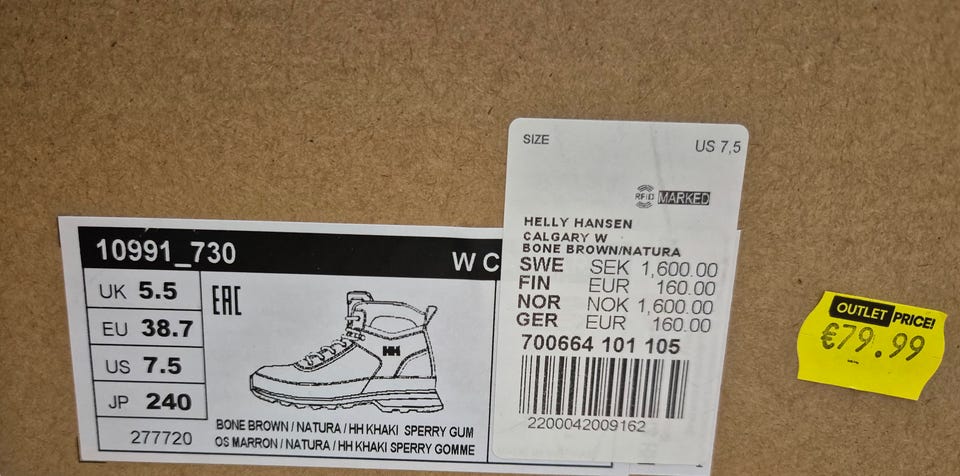 10991_730
W C
UK 5.5
EU 38.7
US 7.5
JP 240
277720
EAC
HH
BONE BROWN / NATURA / HH KHAKI SPERRY GUM
OS MARRON / NATURA / HH KHAKI SPERRY GOMME
SIZE US 7,5
RFID MARKED
HELLY HANSEN
CALGARY W
BONE BROWN/NATURA
SWE SEK 1,600.00
FIN EUR 160.00
NOR NOK 1,600.00
GER EUR 160.00
700664 101 105
2200042009162
OUTLET PRICE!
€79.99